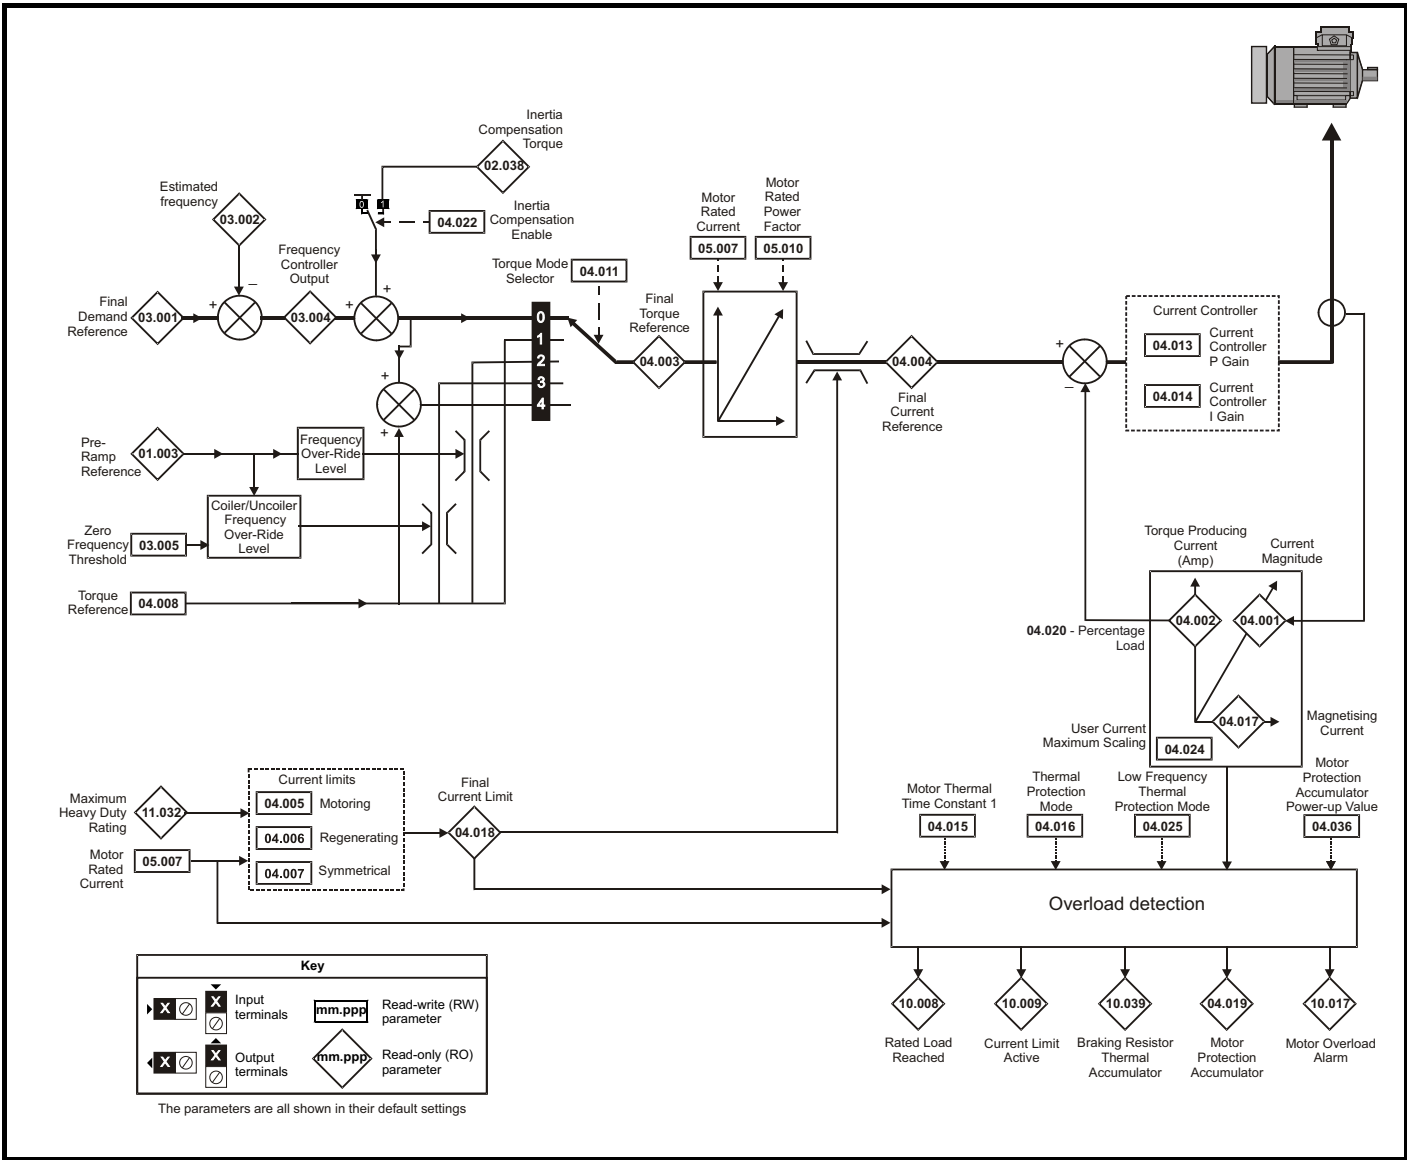 Inertia
Compensation
Torque
02.038
Estimated
frequency
03.002
0
1
04.022
Inertia
Compensation
Enable
Frequency
Controller
Output
Torque Mode
Selector
04.011
Motor
Rated
Current
05.007
Motor
Rated
Power
Factor
05.010
Final
Demand
Reference
03.001
+
–
03.004
+
+
0
1
2
3
4
Final
Torque
Reference
04.003
04.004
Final
Current
Reference
+
–
Current Controller
04.013
Current
Controller
P Gain
04.014
Current
Controller
I Gain
+
+
Pre-
Ramp
Reference
01.003
Frequency
Over-Ride
Level
Coiler/Uncoiler
Frequency
Over-Ride
Level
Zero
Frequency
Threshold
03.005
Torque
Reference
04.008
Torque Producing
Current
(Amp)
Current
Magnitude
04.002
04.001
04.020 - Percentage
Load
04.017
Magnetising
Current
User Current
Maximum Scaling
04.024
Maximum
Heavy Duty
Rating
11.032
Motor
Rated
Current
05.007
Current limits
04.005 Motoring
04.006 Regenerating
04.007 Symmetrical
Final
Current Limit
04.018
Motor Thermal
Time Constant 1
04.015
Thermal
Protection
Mode
04.016
Low Frequency
Thermal
Protection Mode
04.025
Motor
Protection
Accumulator
Power-up Value
04.036
Overload detection
10.008
Rated Load
Reached
10.009
Current Limit
Active
10.039
Braking Resistor
Thermal
Accumulator
04.019
Motor
Protection
Accumulator
10.017
Motor Overload
Alarm
Key
X
X
Input
terminals
mm.ppp
Read-write (RW)
parameter
X
X
Output
terminals
mm.ppp
Read-only (RO)
parameter
The parameters are all shown in their default settings